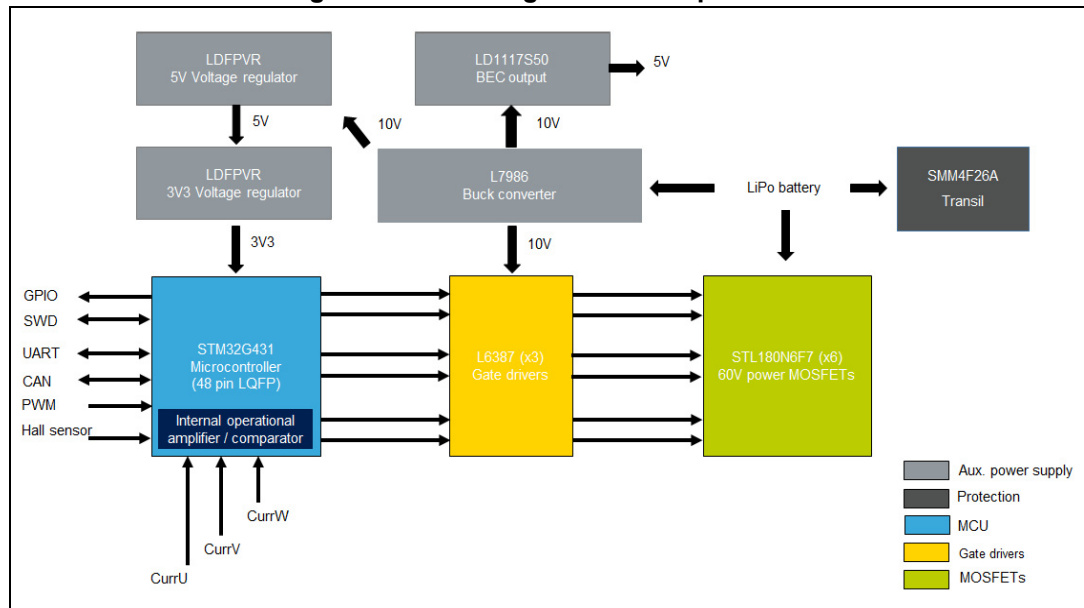 LDFPVR
5V Voltage regulator
LD1117S50
BEC output
5V
5V
10V
10V
LDFPVR
3V3 Voltage regulator
L7986
Buck converter
LiPo battery
SMM4F26A
Transil
3V3
10V
GPIO
SWD
UART
CAN
PWM
Hall sensor
STM32G431
Microcontroller
(48 pin LQFP)
Internal operational
amplifier / comparator
L6387 (x3)
Gate drivers
STL180N6F7 (x6)
60V power MOSFETs
CurrW
CurrV
CurrU
Aux. power supply
Protection
MCU
Gate drivers
MOSFETs